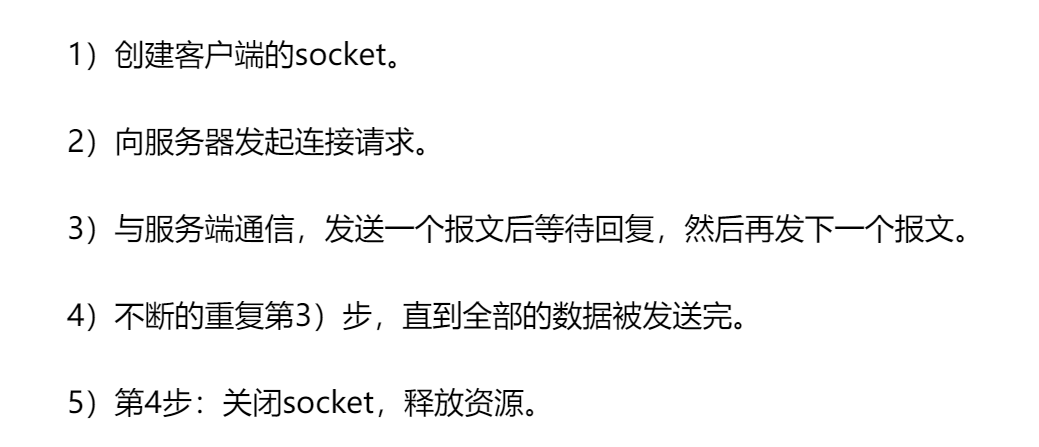 1）创建客户端的socket。
2）向服务器发起连接请求。
3）与服务端通信，发送一个报文后等待回复，然后再发下一个报文。
4）不断的重复第3）步，直到全部的数据被发送完。
5）第4步：关闭socket，释放资源。